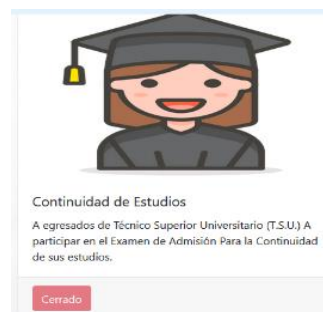 Continuidad de Estudios
A egresados de Técnico Superior Universitario (T.S.U.) A
participar en el Examen de Admisión Para la Continuidad
de sus estudios.
Cerrado